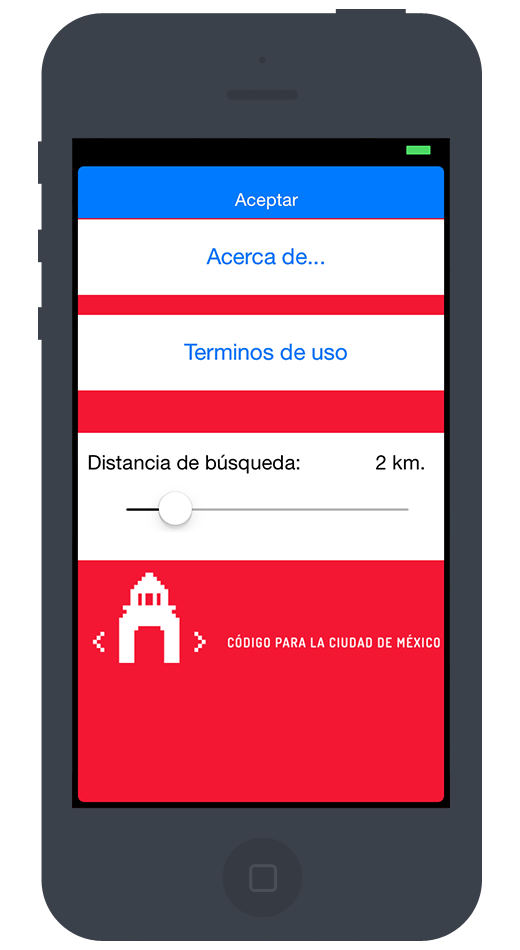 Aceptar
Acerca de...
Terminos de uso
Distancia de búsqueda: 2 km.
CÓDIGO PARA LA CIUDAD DE MÉXICO